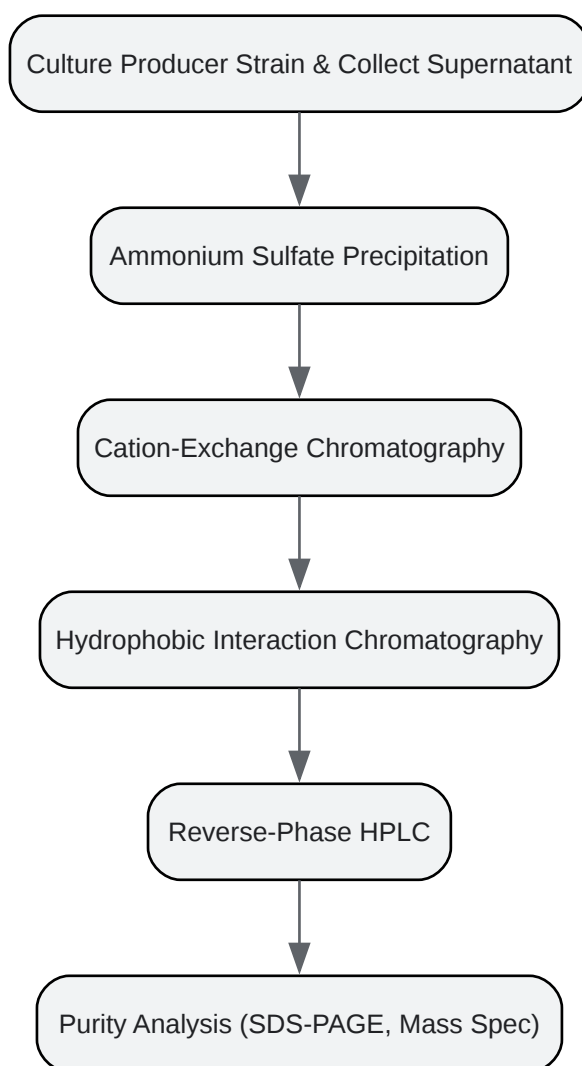 Culture Producer Strain & Collect Supernatant
Ammonium Sulfate Precipitation
Cation-Exchange Chromatography
Hydrophobic Interaction Chromatography
Reverse-Phase HPLC
Purity Analysis (SDS-PAGE, Mass Spec)